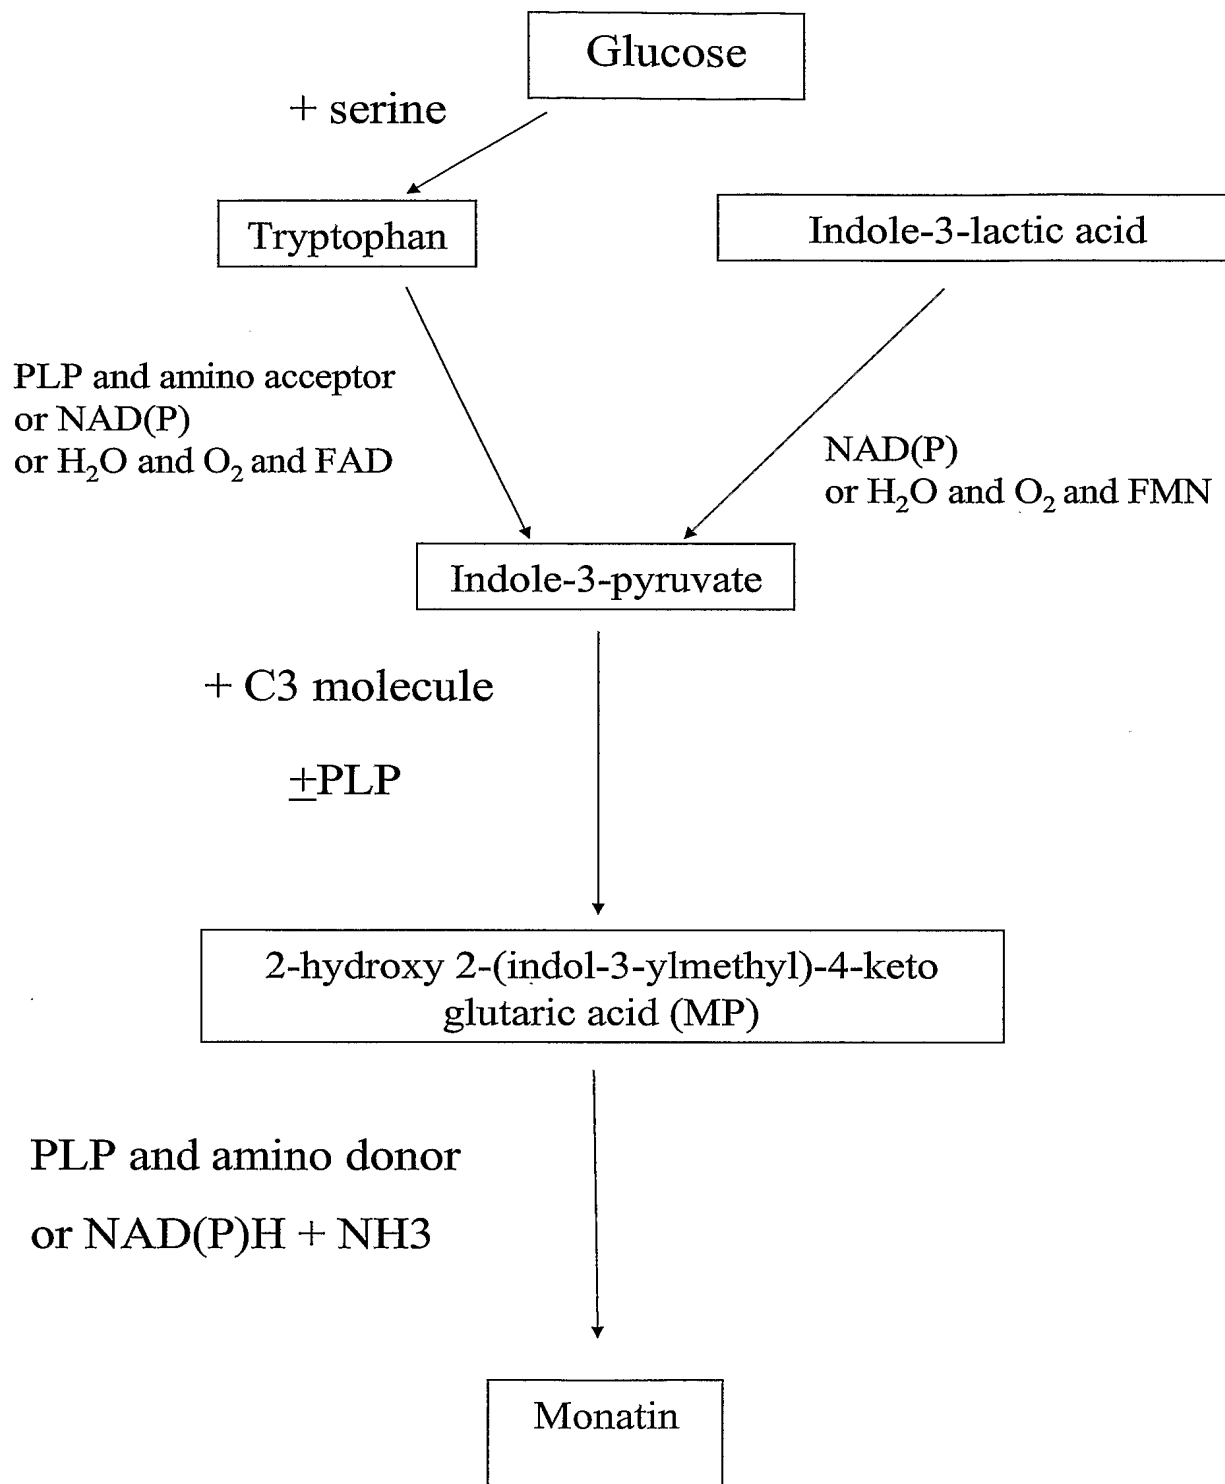 Glucose
+ serine
Tryptophan
Indole-3-lactic acid
PLP and amino acceptor
or NAD(P)
or H₂O and O₂ and FAD
NAD(P)
or H₂O and O₂ and FMN
Indole-3-pyruvate
+ C3 molecule
±PLP
2-hydroxy 2-(indol-3-ylmethyl)-4-keto
glutaric acid (MP)
PLP and amino donor
or NAD(P)H + NH3
Monatin